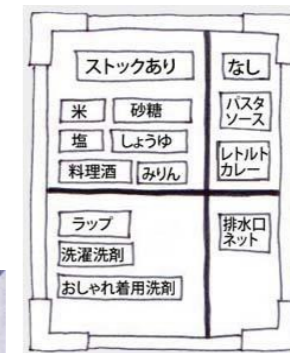 ストックあり
なし
米
砂糖
パスタ
ソース
塩
しょうゆ
料理酒
みりん
レトルト
カレー
ラップ
洗濯洗剤
おしゃれ着用洗剤
排水口
ネット